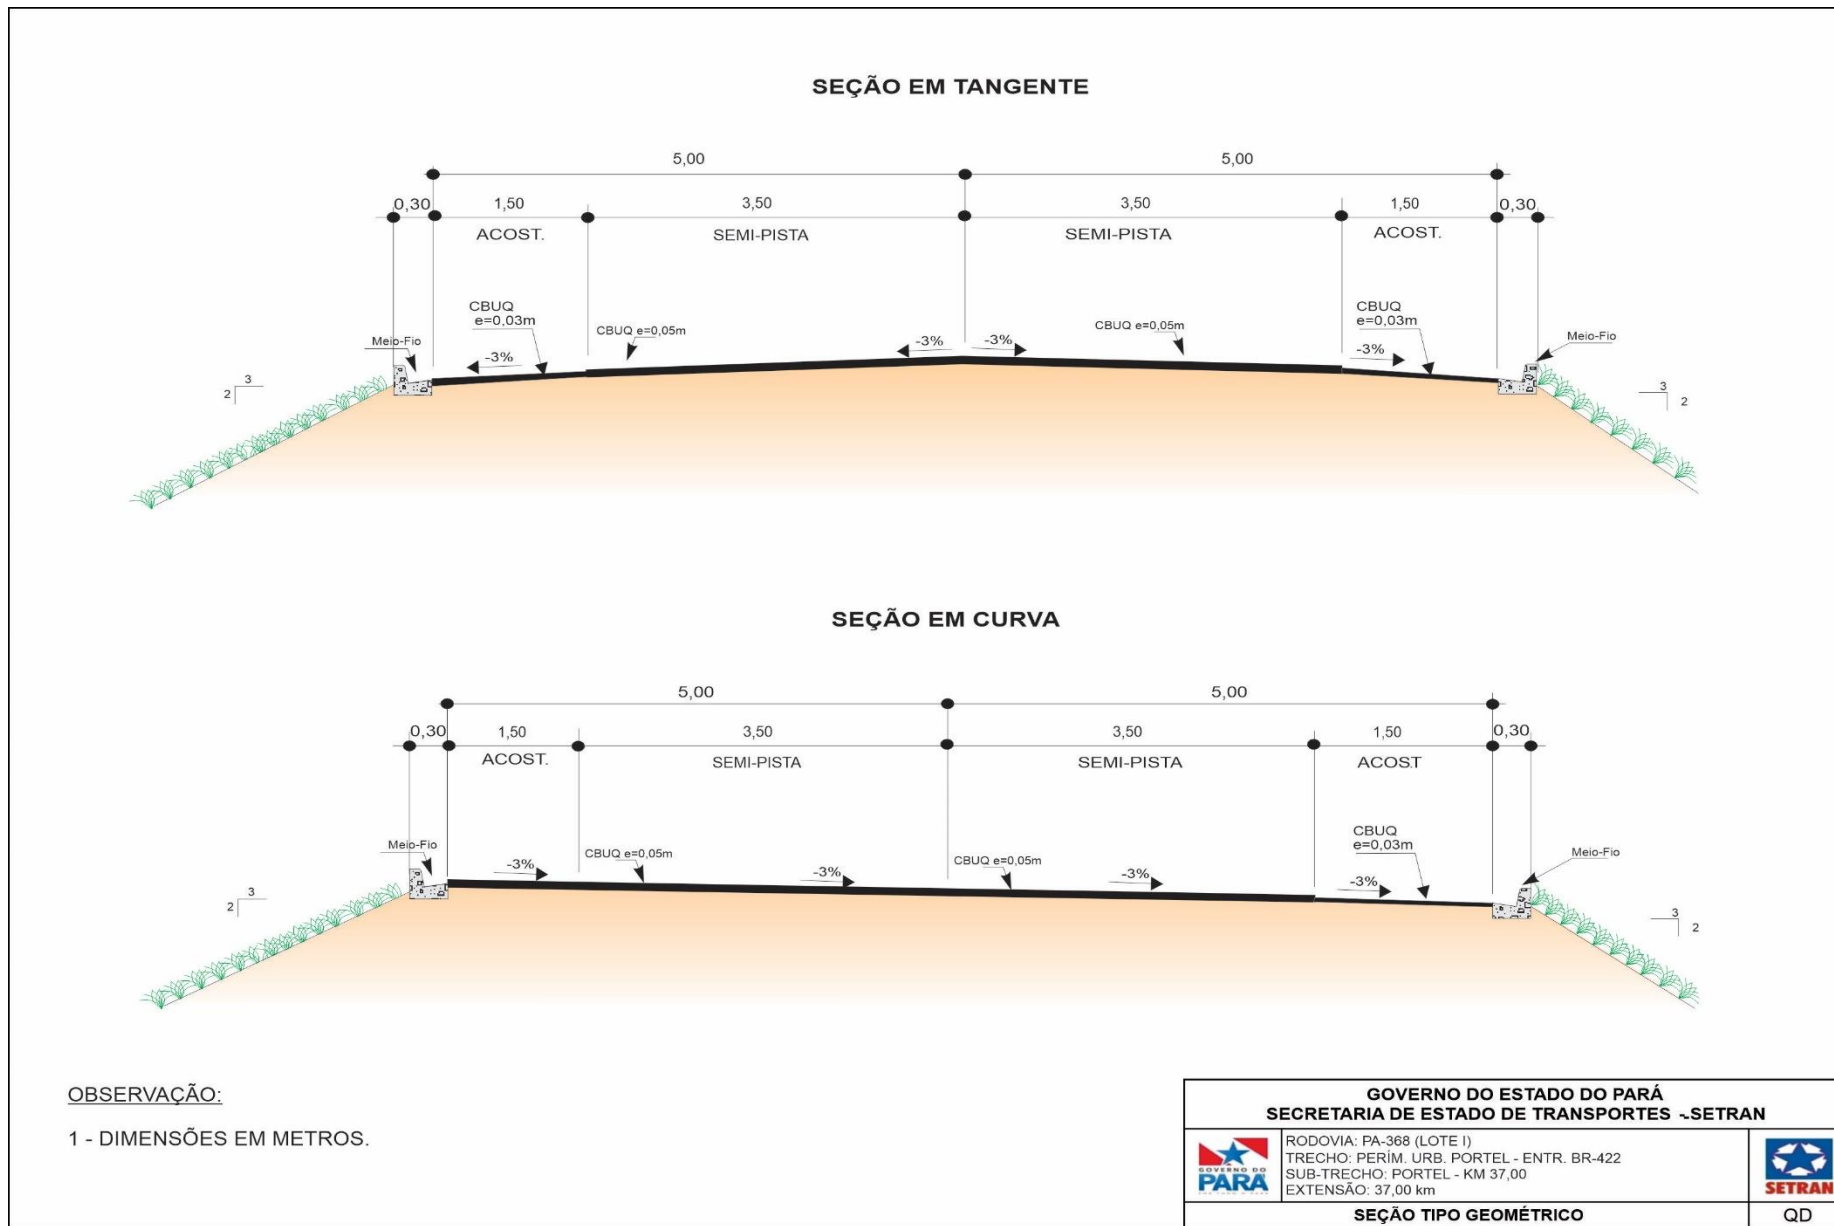 SEÇÃO EM TANGENTE
5,00 5,00
0,30 1,50 3,50 3,50 1,50 0,30
ACOST. SEMI-PISTA SEMI-PISTA ACOST.
CBUQ
e=0,03m
CBUQ e=0,05m
CBUQ e=0,05m
CBUQ
e=0,03m
Meio-Fio
Meio-Fio
-3% -3% -3% -3%
3
2
3
2
SEÇÃO EM CURVA
5,00 5,00
0,30 1,50 3,50 3,50 1,50 0,30
ACOST. SEMI-PISTA SEMI-PISTA ACOST
CBUQ
e=0,03m
Meio-Fio
CBUQ e=0,05m
CBUQ e=0,05m
Meio-Fio
-3% -3% -3% -3%
3
2
3
2
OBSERVAÇÃO:
1 - DIMENSÕES EM METROS.
GOVERNO DO ESTADO DO PARÁ
SECRETARIA DE ESTADO DE TRANSPORTES -SETRAN
GOVERNO DO
PARÁ
RODOVIA: PA-368 (LOTE I)
TRECHO: PERÍM. URB. PORTEL - ENTR. BR-422
SUB-TRECHO: PORTEL - KM 37,00
EXTENSÃO: 37,00 km
SETRAN
SEÇÃO TIPO GEOMÉTRICO
QD